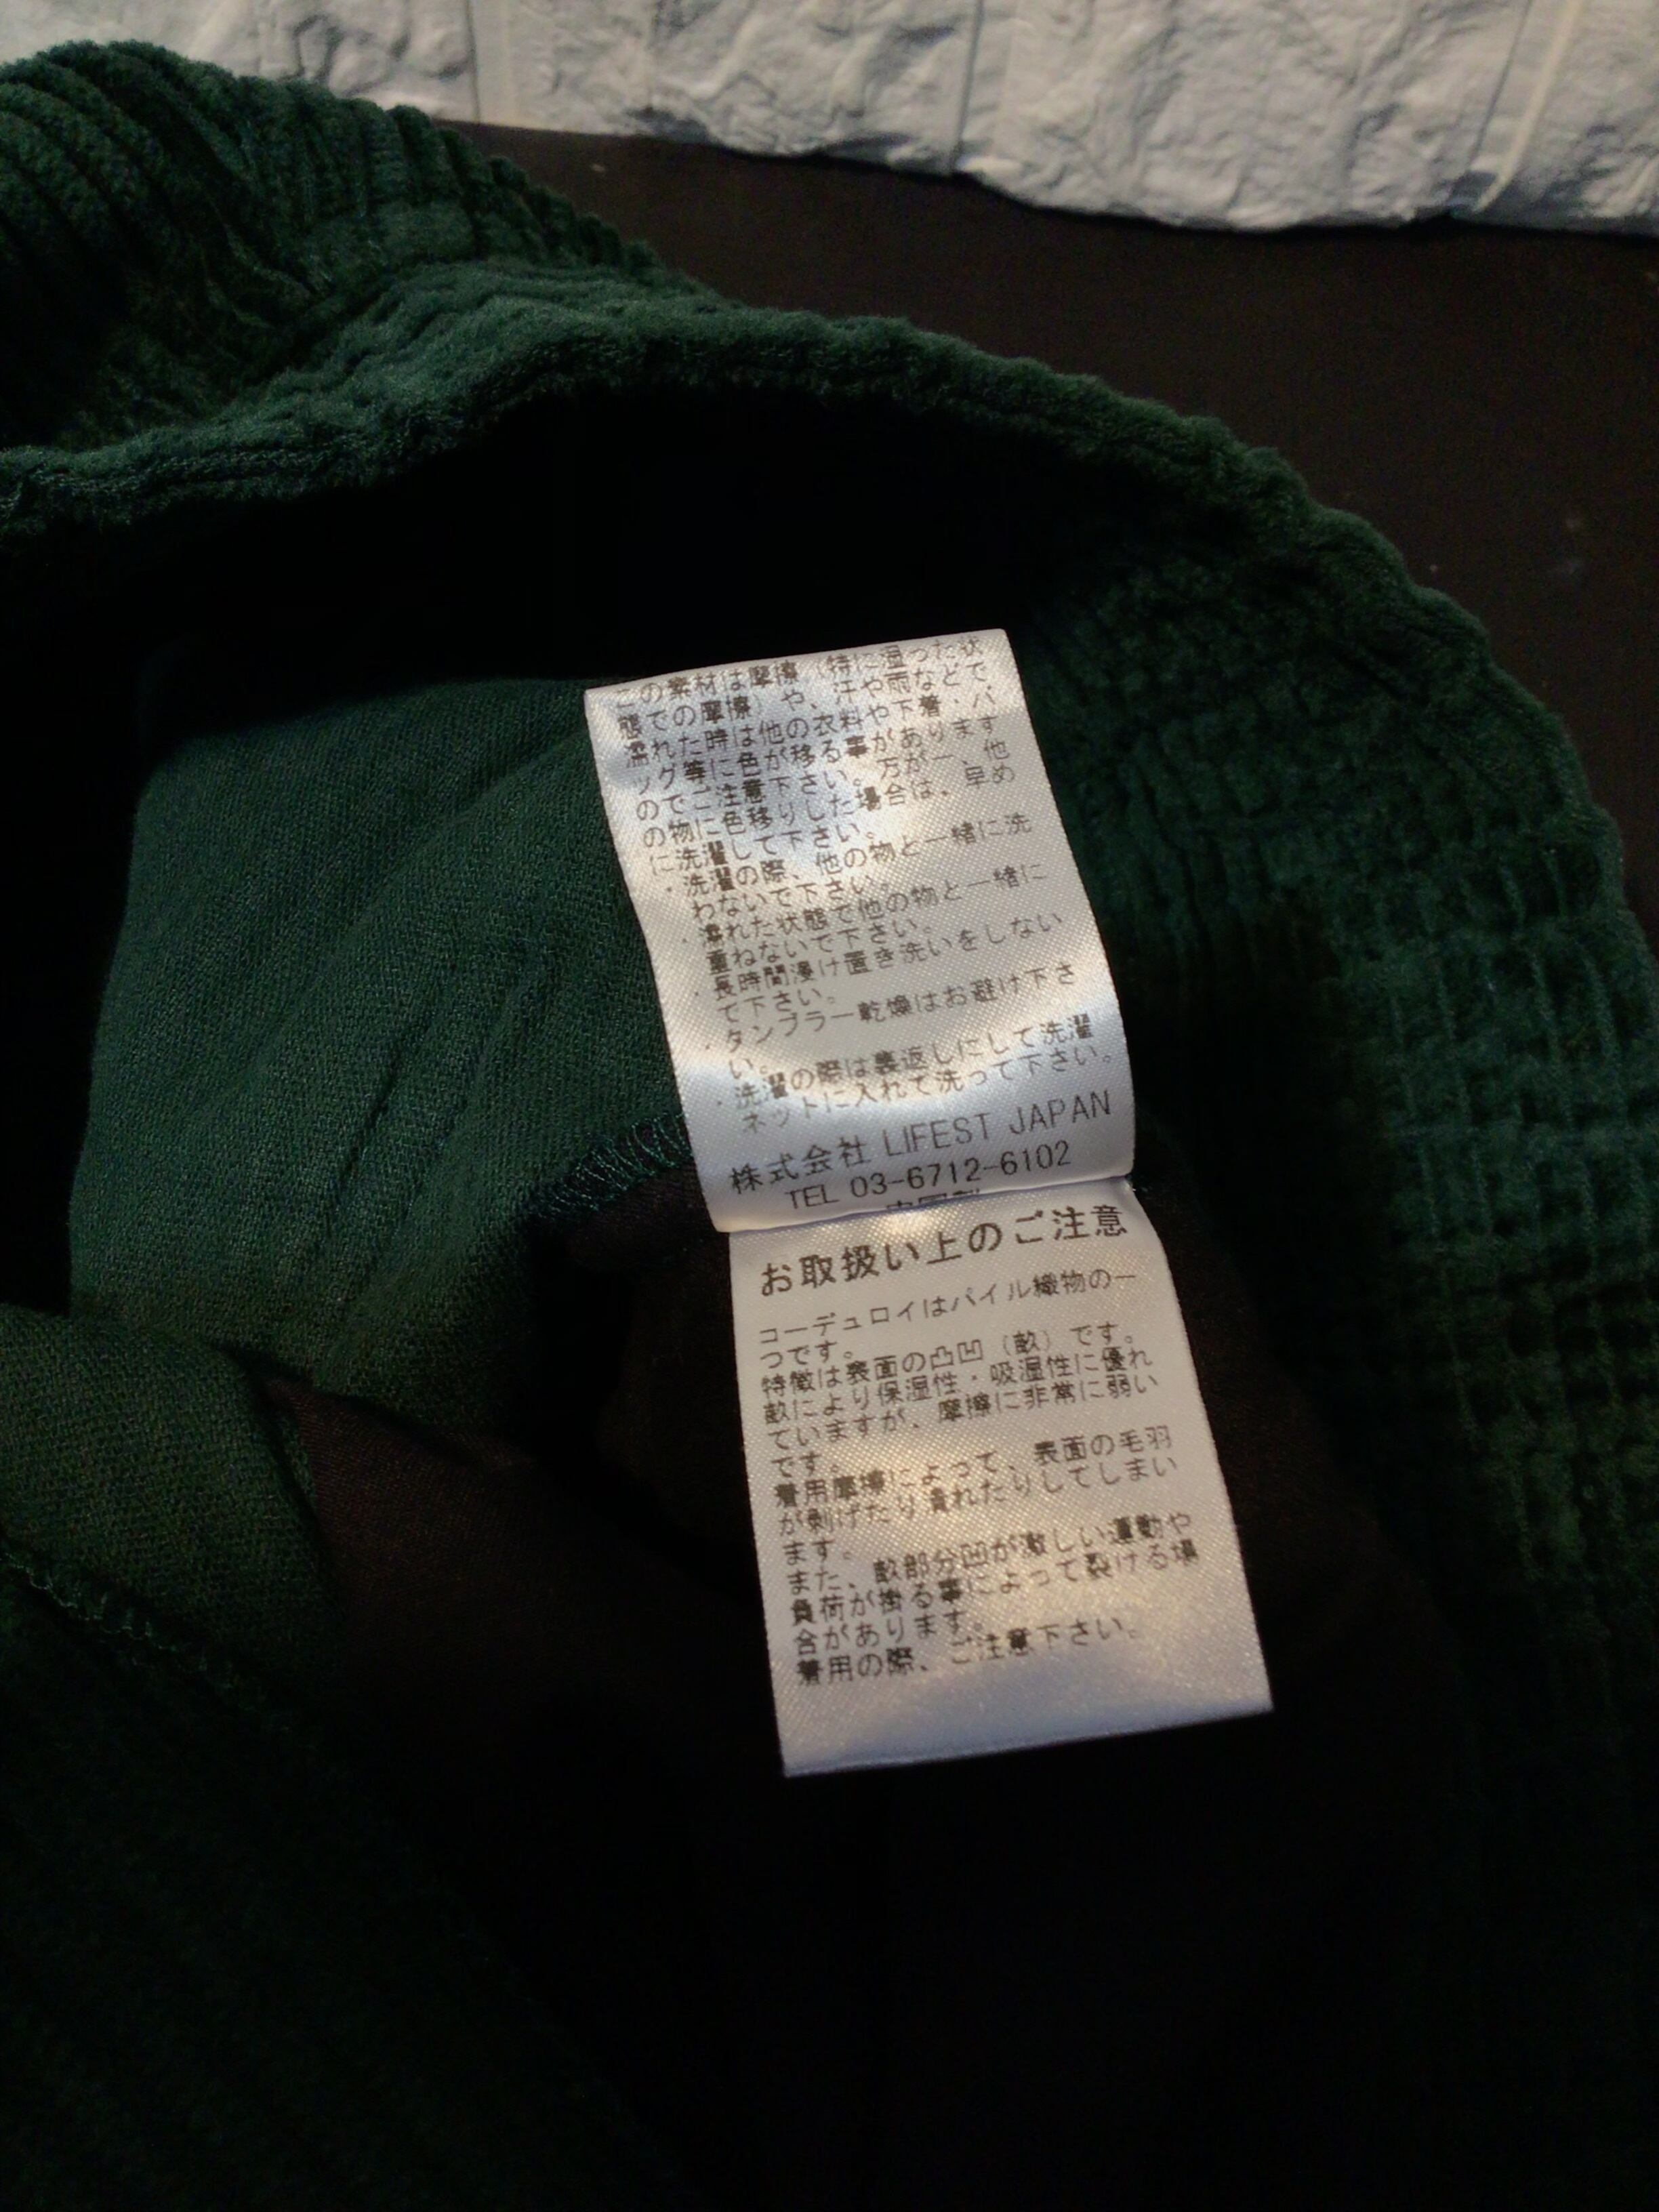 この素材は摩擦（特に湿った状
態での摩擦）や、汗や雨などで、
濡れた時は他の衣料や下着・バ
ッグ等に色が移る事があります
のでご注意下さい。万が一、他
の物に色移りした場合は、早め
に洗濯して下さい。
・洗濯の際、他の物と一緒に洗
わないで下さい。
・濡れた状態で他の物と一緒に
重ねないで下さい。
・長時間浸け置き洗いをしない
で下さい。
・タンブラー乾燥はお避け下さ
い。
・洗濯の際は裏返しにして洗濯
ネットに入れて洗って下さい。
株式会社 LIFEST JAPAN
TEL 03-6712-6102
お取扱い上のご注意
コーデュロイはパイル織物の一
つです。
特徴は表面の凸凹（畝）です。
畝により保湿性・吸湿性に優れ
ていますが、摩擦に非常に弱い
です。
着用摩擦によって、表面の毛羽
が剥げたり潰れたりしてしまい
ます。
また、畝部分凹が激しい運動や
負荷が掛る事によって裂ける場
合があります。
着用の際、ご注意下さい。